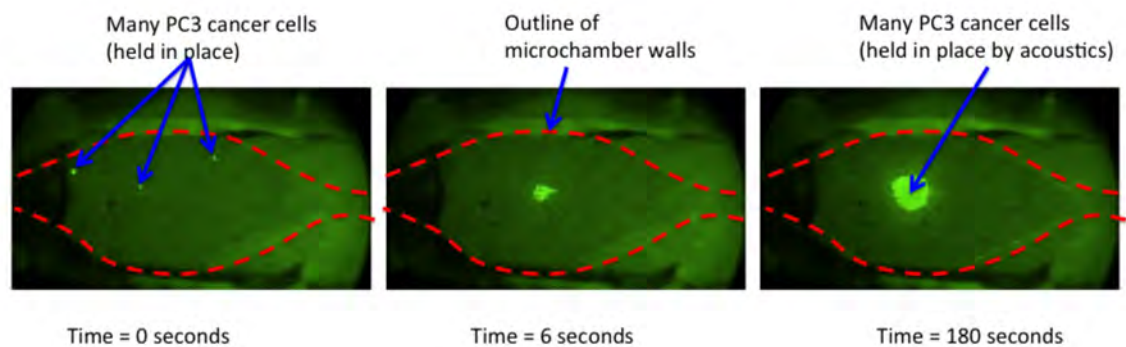 Many PC3 cancer cells
(held in place)
Outline of
microchamber walls
Many PC3 cancer cells
(held in place by acoustics)
Time = 0 seconds
Time = 6 seconds
Time = 180 seconds